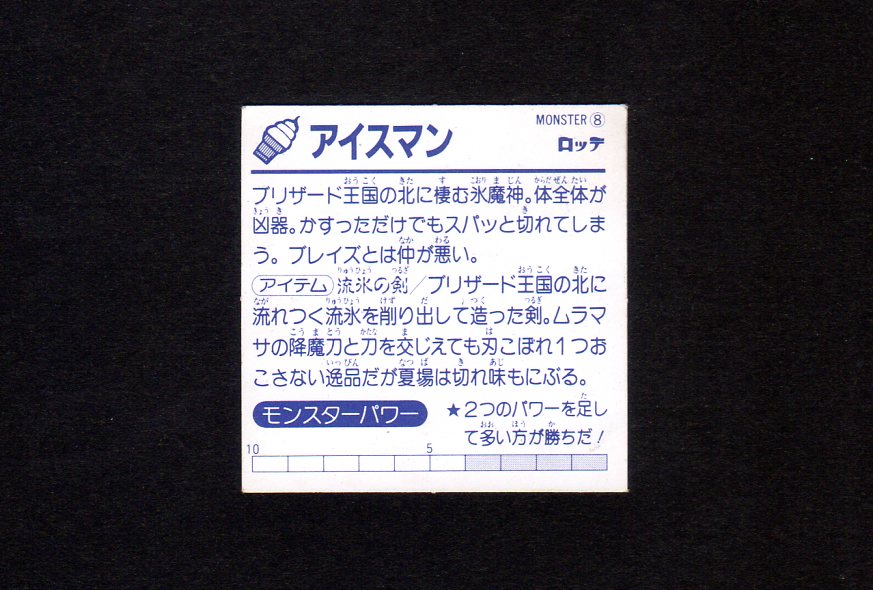 MONSTER⑧
アイスマン
ロッテ
ブリザード王国の北に棲む氷魔神。体全体が
凶器。かすっただけでもスパッと切れてしま
う。ブレイズとは仲が悪い。
アイテム 流氷の剣/ブリザード王国の北に
流れつく流氷を削り出して造った剣。ムラマ
サの降魔刀と刀を交じえても刃こぼれ1つお
こさない逸品だが夏場は切れ味もにぶる。
モンスターパワー
★2つのパワーを足し
て多い方が勝ちだ!
10 5